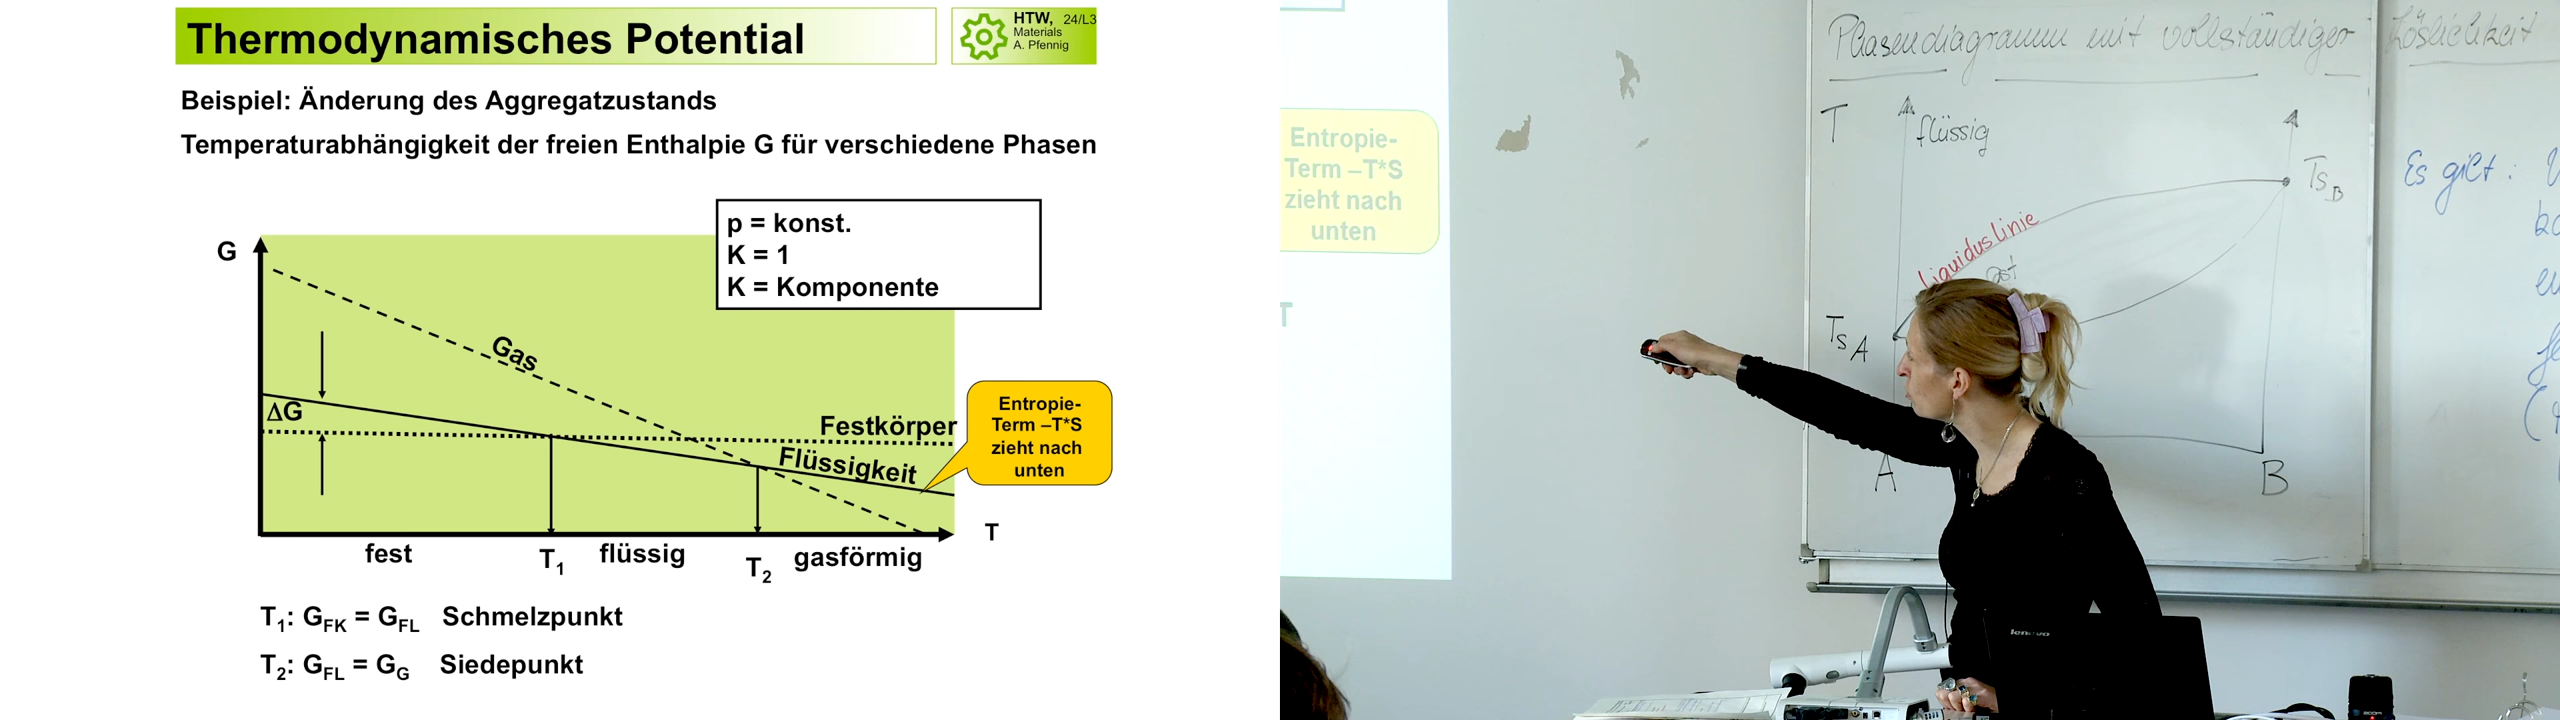 Thermodynamisches Potential
HTW, 24/L3
Materials
A. Pfennig
Beispiel: Änderung des Aggregatzustands
Temperaturabhängigkeit der freien Enthalpie G für verschiedene Phasen
p = konst.
K = 1
K = Komponente
G
Gas
ΔG
Festkörper
Flüssigkeit
Entropie-
Term –T*S
zieht nach
unten
T
fest
T1
flüssig
T2
gasförmig
T1: GFK = GFL Schmelzpunkt
T2: GFL = GG Siedepunkt
Entropie-
Term –T*S
zieht nach
unten
T
Phasendiagramm mit vollständiger Löslichkeit
T
flüssig
TSB
Liquiduslinie
TSA
A
B
Es gilt:
lenovo